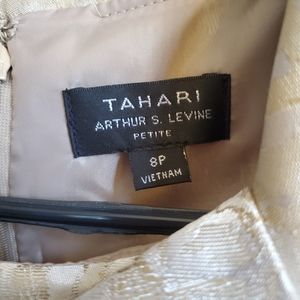 TAHARI
ARTHUR S. LEVINE
PETITE
8P
VIETNAM